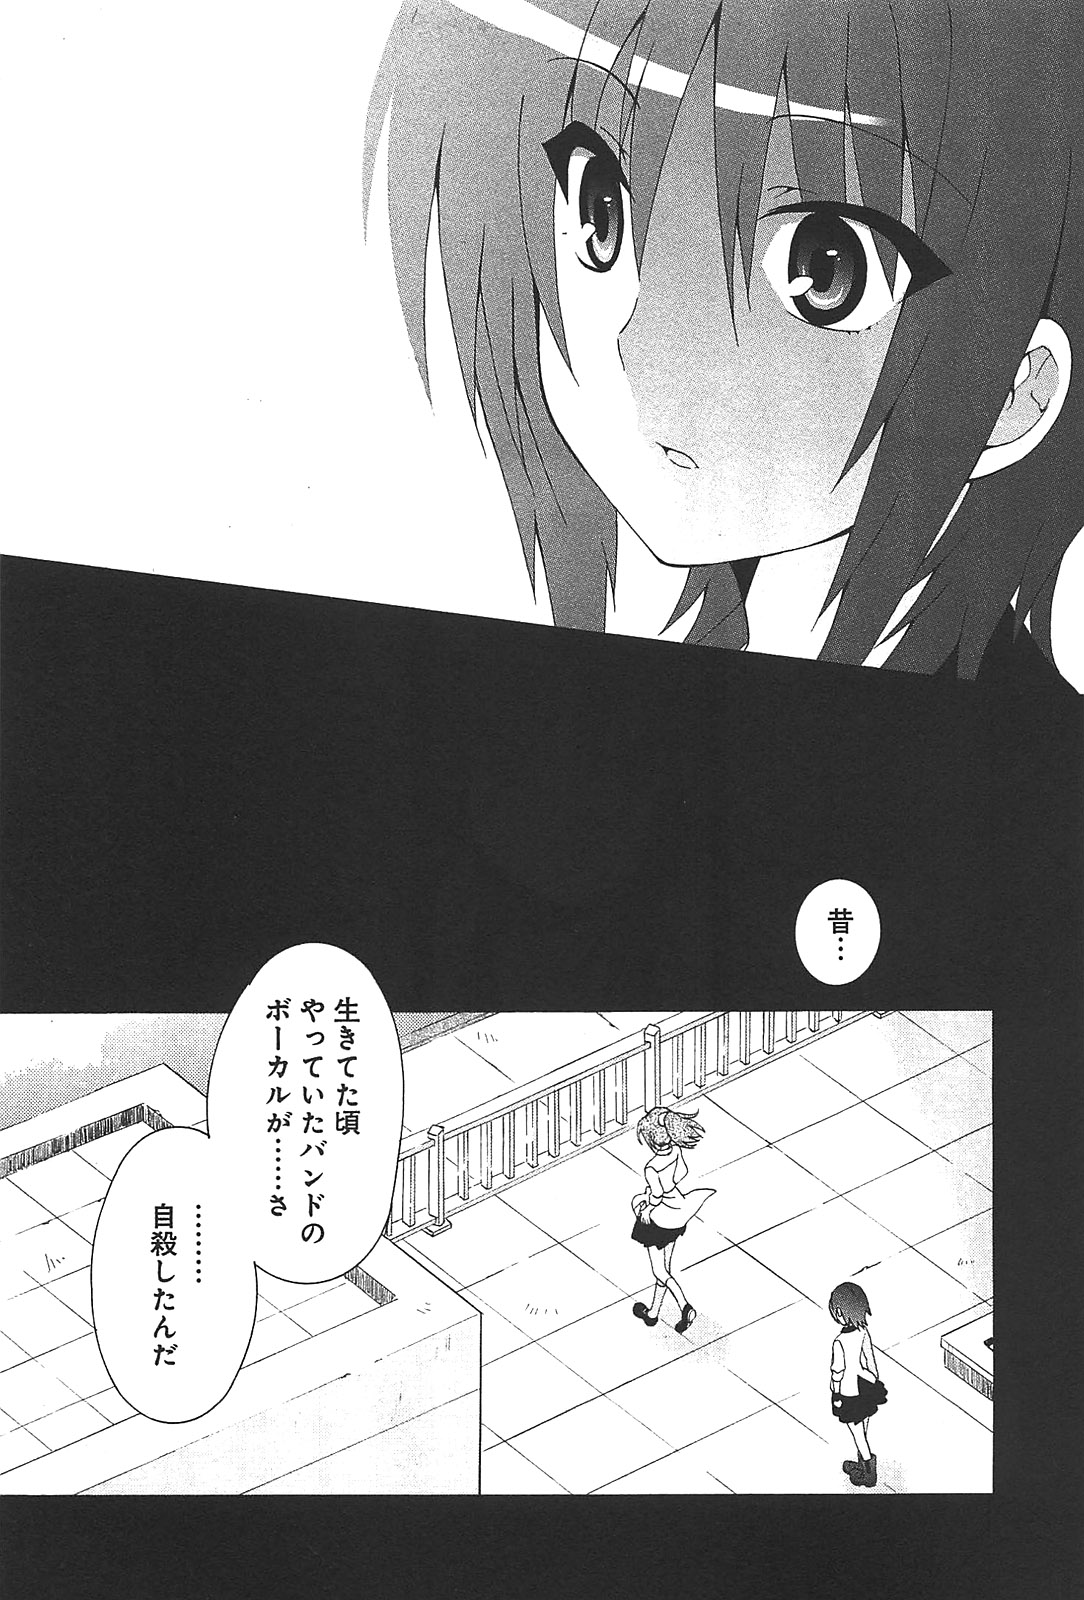 昔…
生きてた頃
やっていたバンドの
ボーカルが……さ
………
自殺したんだ